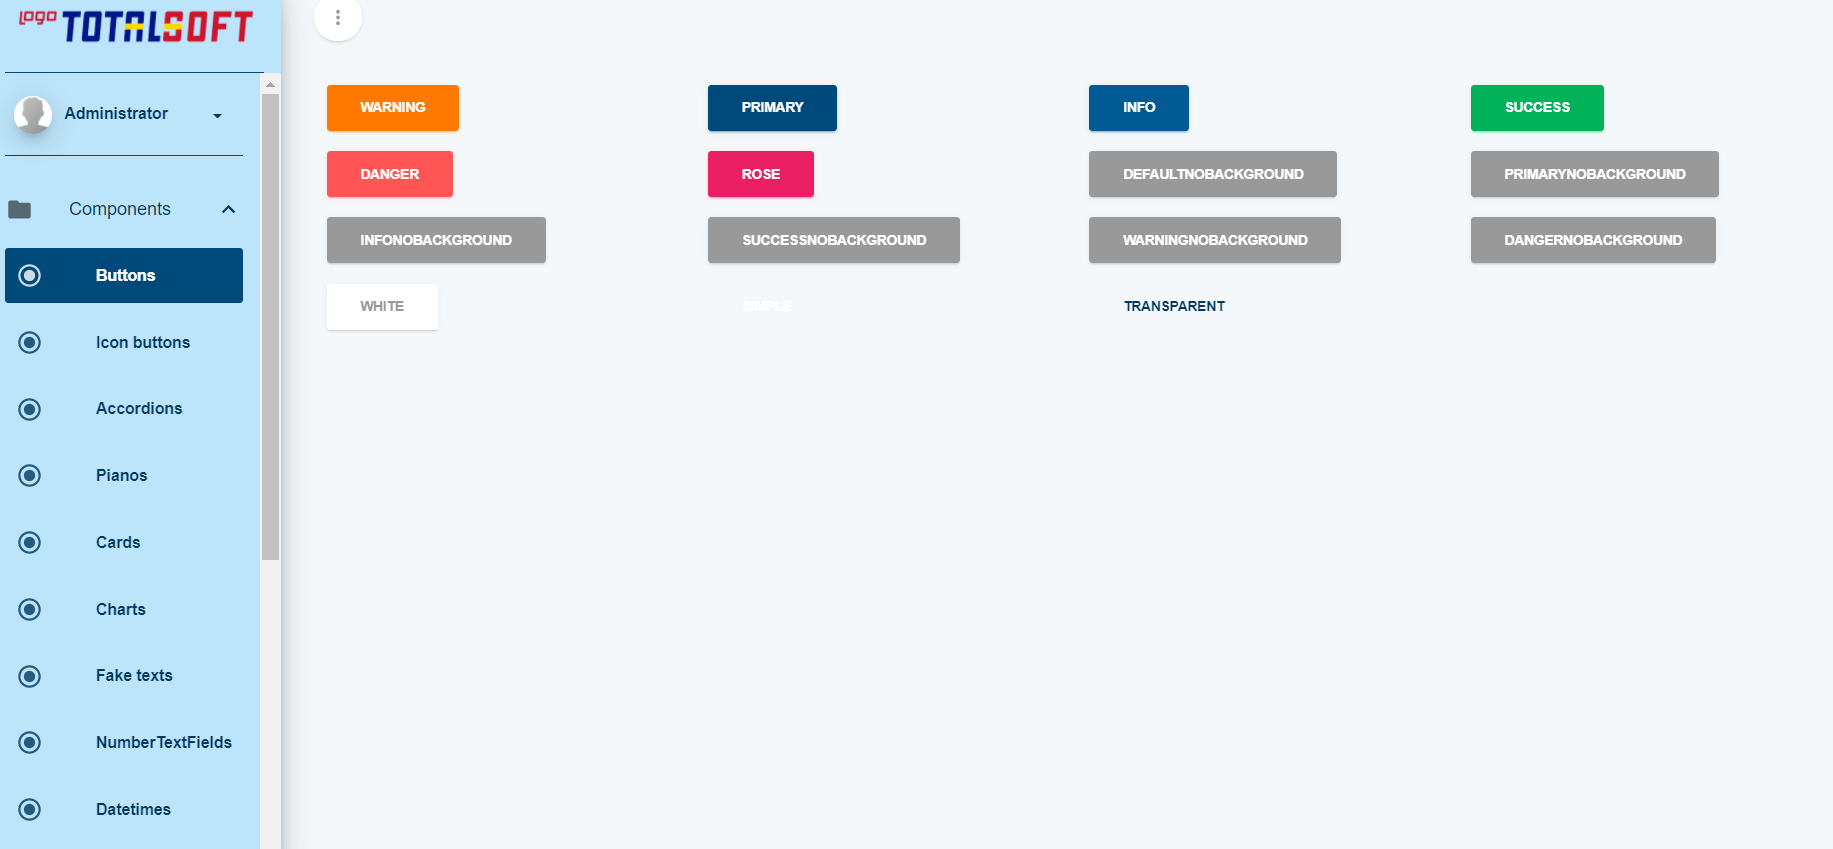 logo TOTALSOFT
Administrator
Components
Buttons
Icon buttons
Accordions
Pianos
Cards
Charts
Fake texts
NumberTextFields
Datetimes
WARNING PRIMARY INFO SUCCESS
DANGER ROSE DEFAULTNOBACKGROUND PRIMARYNOBACKGROUND
INFONOBACKGROUND SUCCESSNOBACKGROUND WARNINGNOBACKGROUND DANGERNOBACKGROUND
WHITE SIMPLE TRANSPARENT